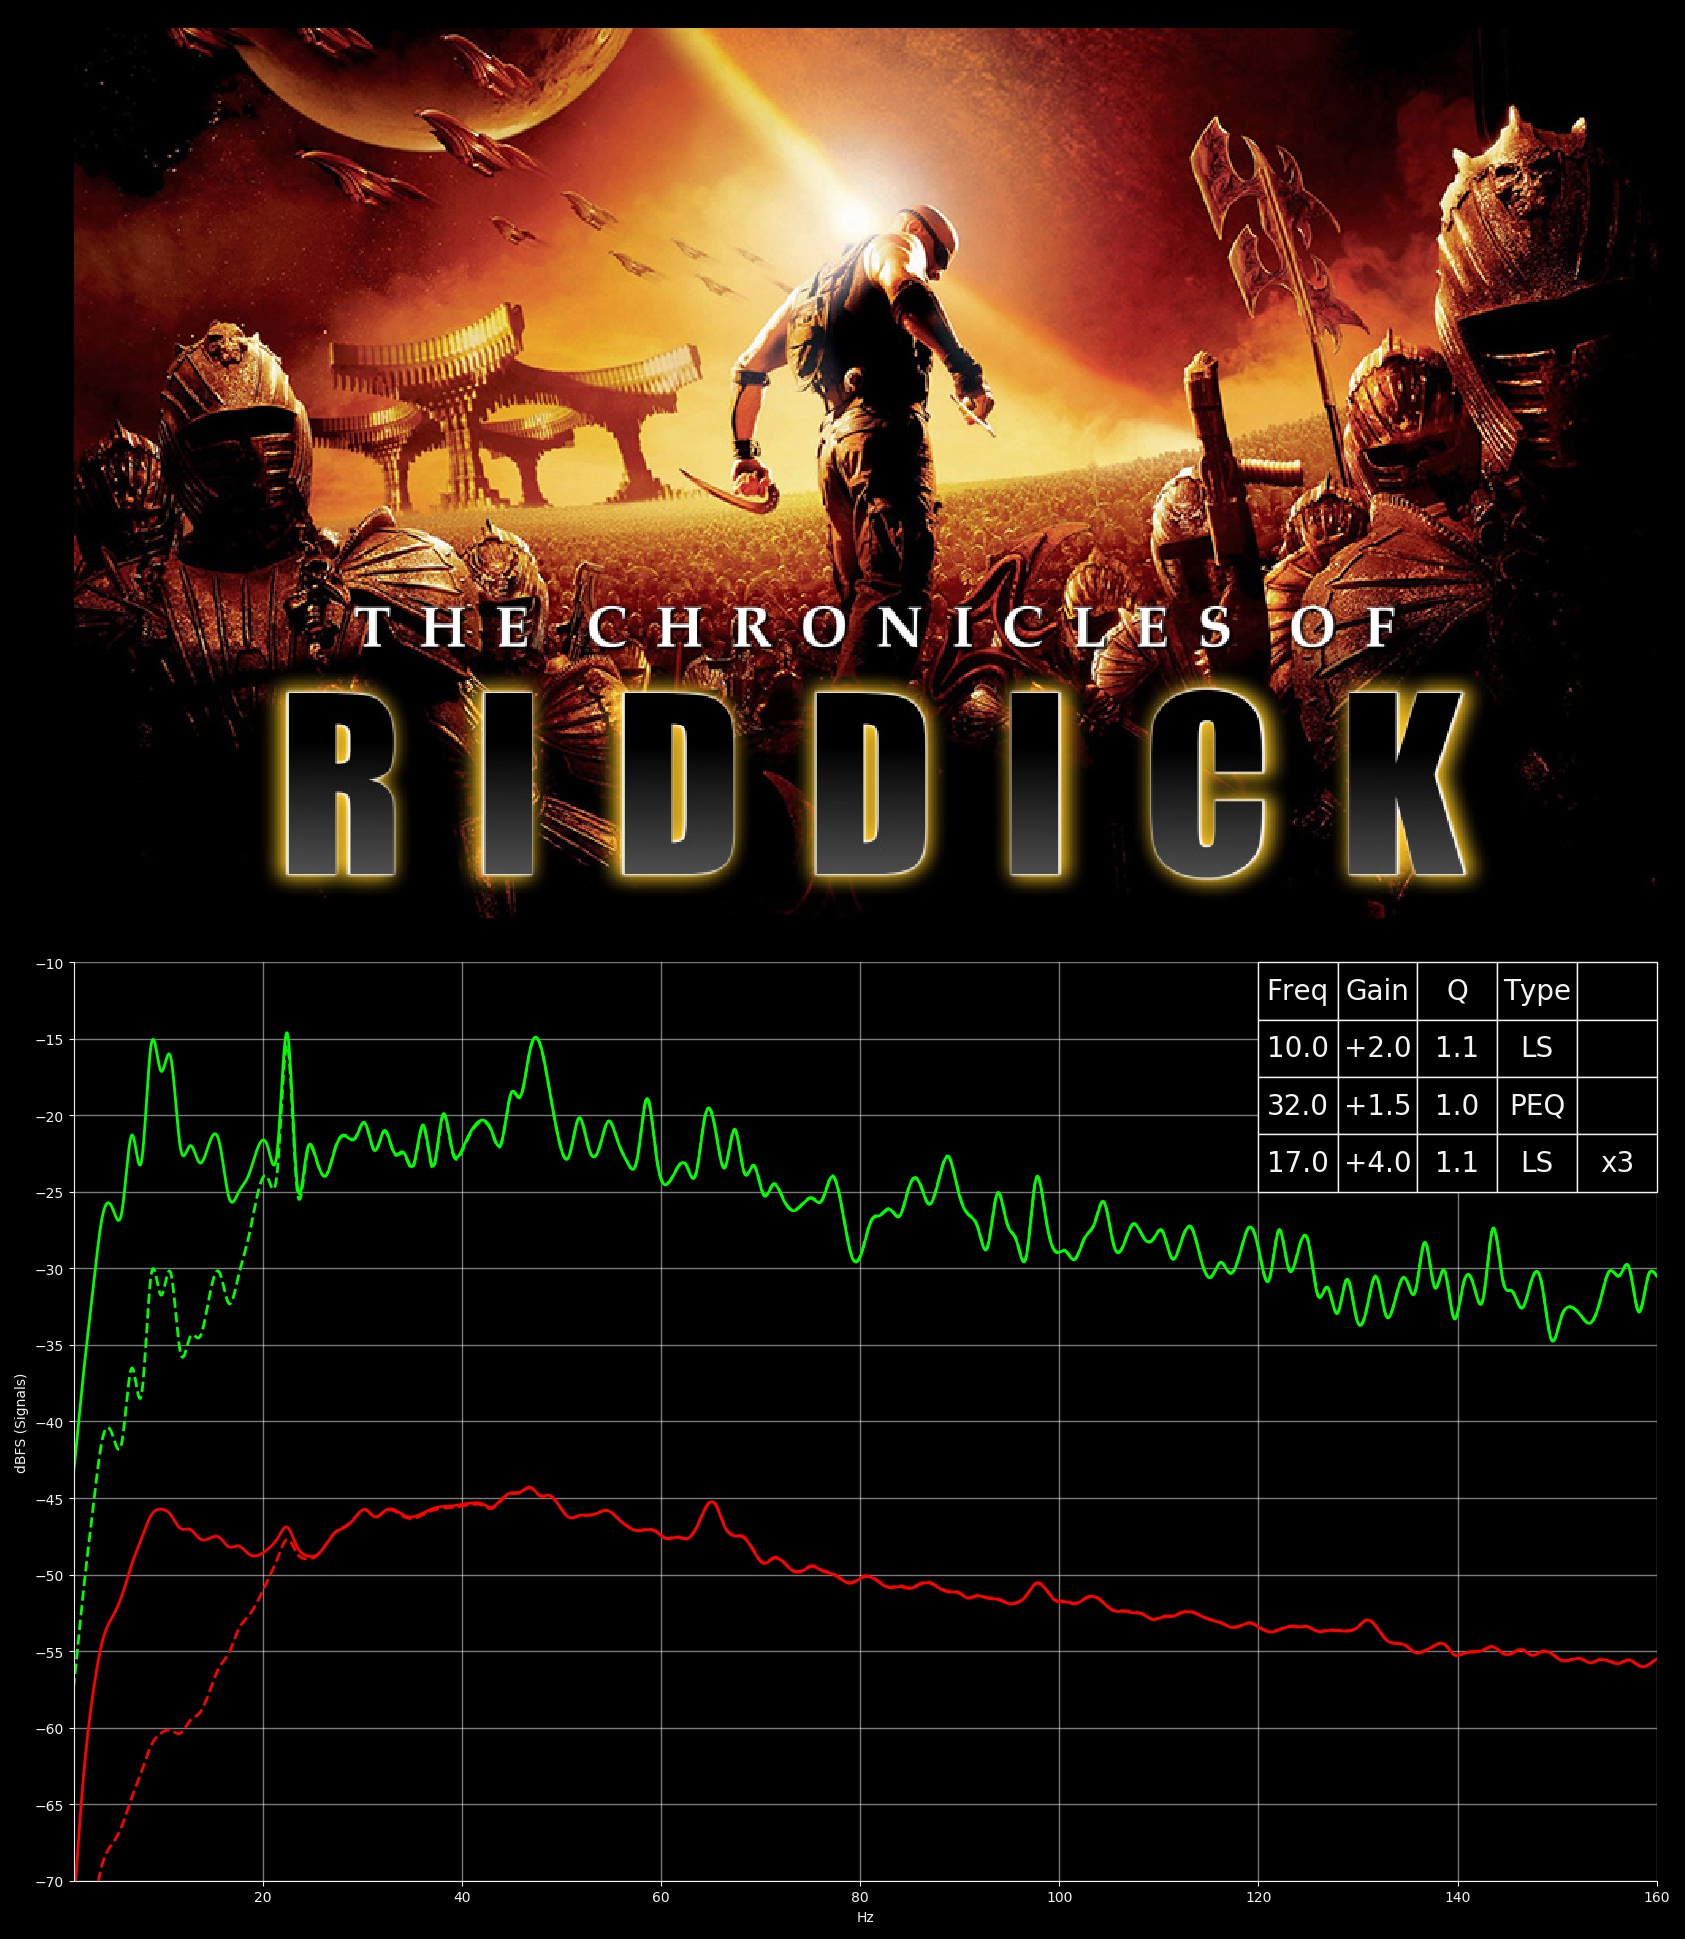 THE CHRONICLES OF
RIDDICK
Freq Gain Q Type
10.0 +2.0 1.1 LS
32.0 +1.5 1.0 PEQ
17.0 +4.0 1.1 LS x3
−10
−15
−20
−25
−30
−35
−40
−45
−50
−55
−60
−65
−70
dBFS (Signals)
20 40 60 80 100 120 140 160
Hz